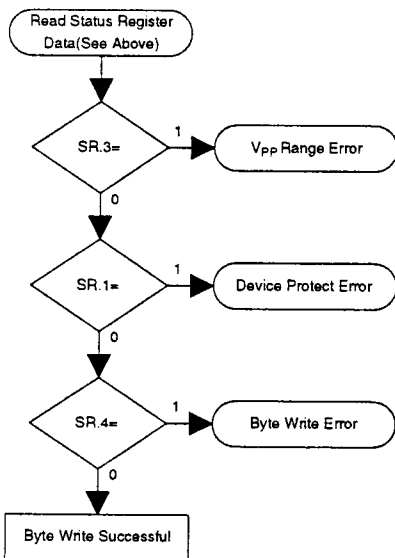 Read Status Register
Data(See Above)
SR.3=
1
VPP Range Error
0
SR.1=
1
Device Protect Error
0
SR.4=
1
Byte Write Error
0
Byte Write Successful